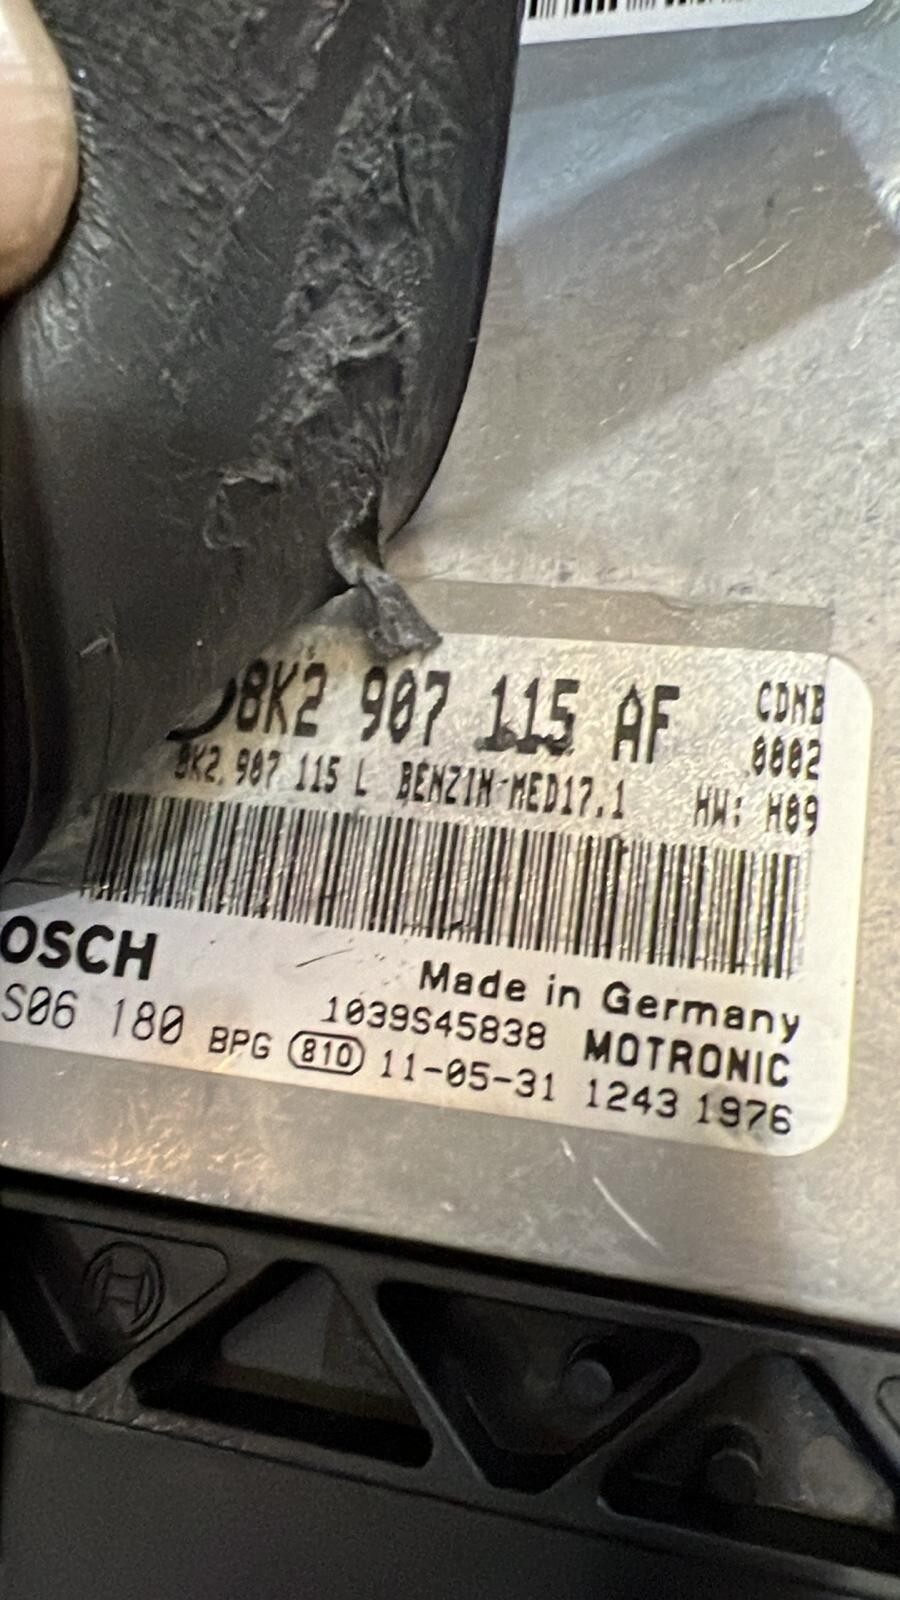 8K2 907 115 AF CDNB
0002
8K2 907 115 L BENZIN-MED17.1 HW: H09
OSCH
Made in Germany
S06 180 1039S45838 MOTRONIC
BPG 810 11-05-31 1243 1976